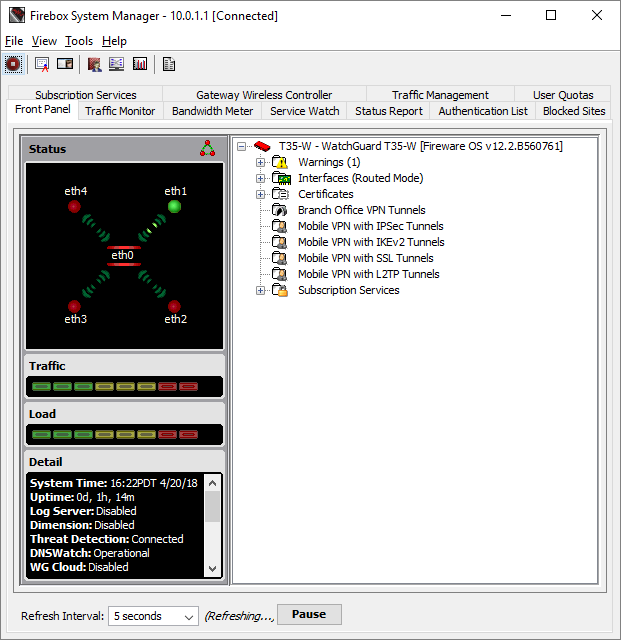 Firebox System Manager - 10.0.1.1 [Connected]
File View Tools Help
Subscription Services Gateway Wireless Controller Traffic Management User Quotas
Front Panel Traffic Monitor Bandwidth Meter Service Watch Status Report Authentication List Blocked Sites
Status
eth4 eth1
eth0
eth3 eth2
Traffic
Load
Detail
System Time: 16:22PDT 4/20/18
Uptime: 0d, 1h, 14m
Log Server: Disabled
Dimension: Disabled
Threat Detection: Connected
DNSWatch: Operational
WG Cloud: Disabled
T35-W - WatchGuard T35-W [Fireware OS v12.2.B560761]
Warnings (1)
Interfaces (Routed Mode)
Certificates
Branch Office VPN Tunnels
Mobile VPN with IPSec Tunnels
Mobile VPN with IKEv2 Tunnels
Mobile VPN with SSL Tunnels
Mobile VPN with L2TP Tunnels
Subscription Services
Refresh Interval: 5 seconds (Refreshing..., Pause